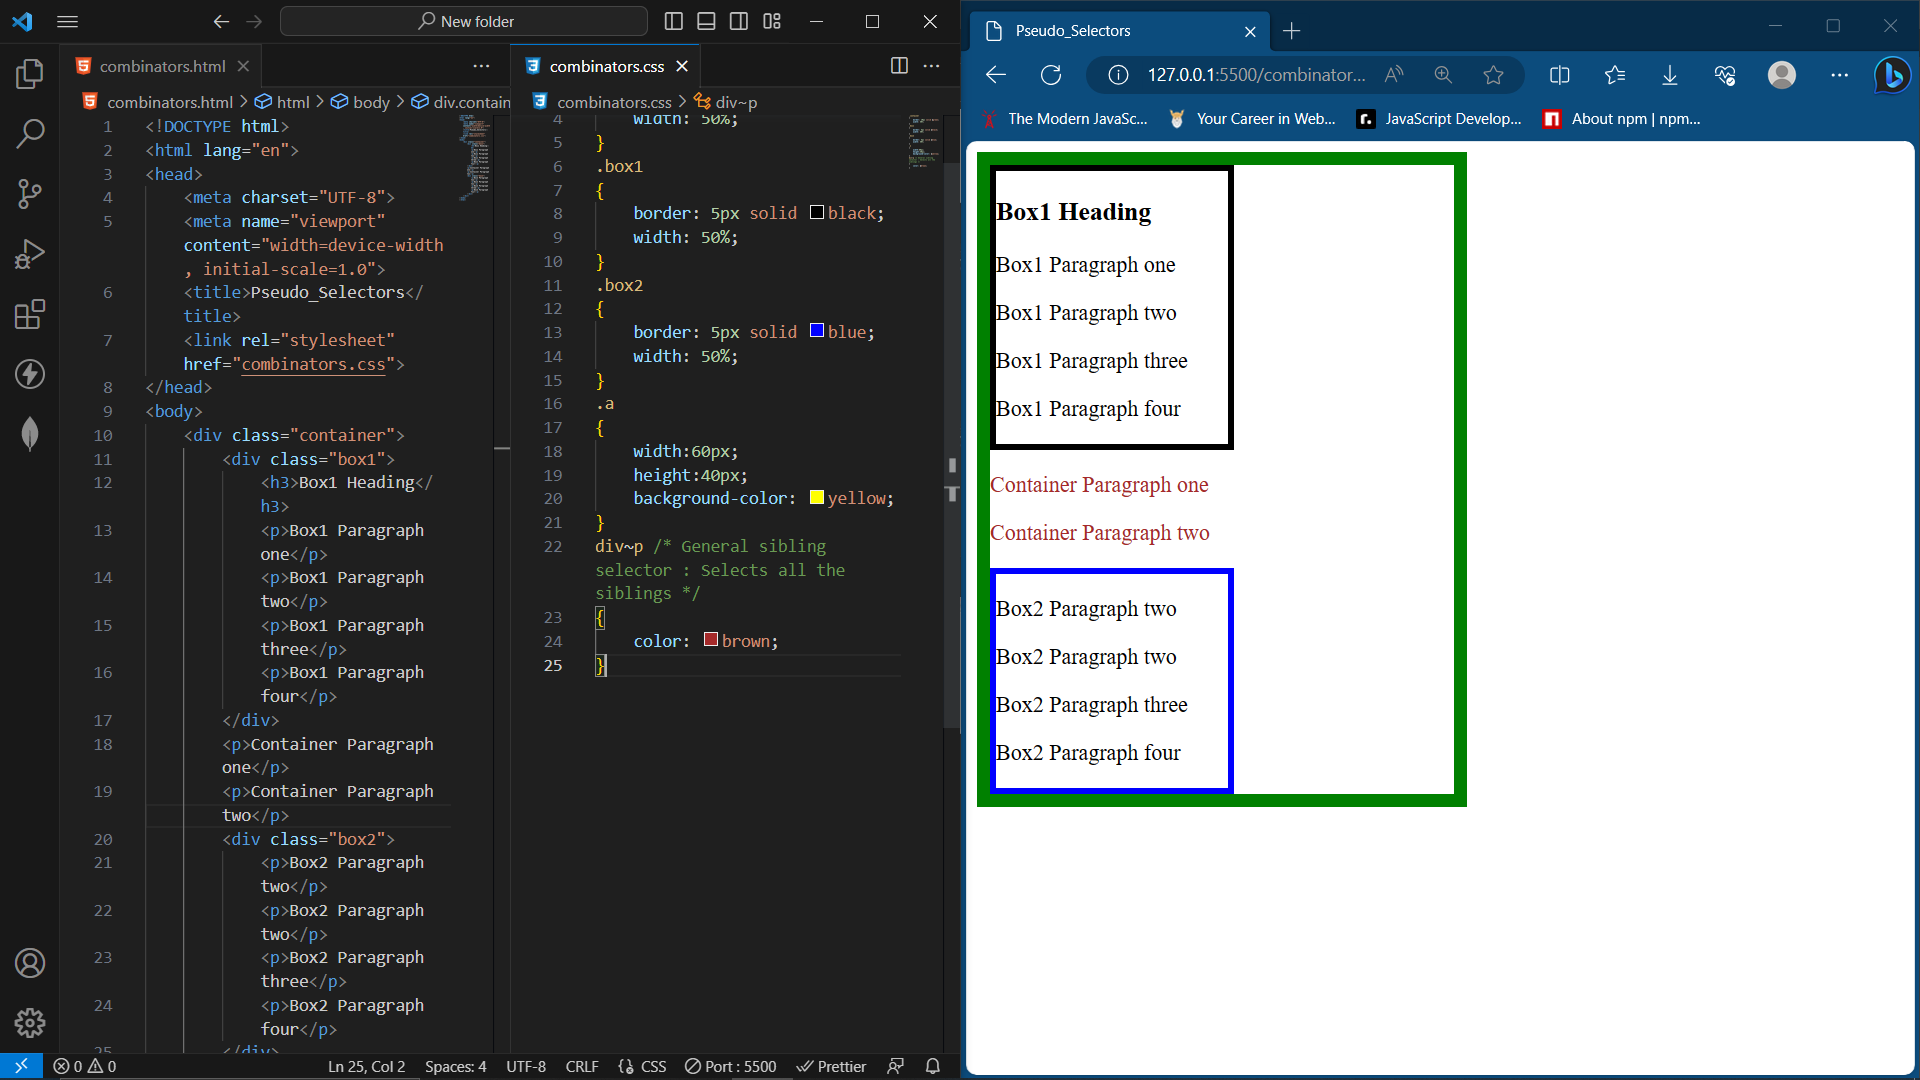 New folder
combinators.html
combinators.css
combinators.html > html > body > div.contain
combinators.css > div~p
1 <!DOCTYPE html>
2 <html lang="en">
3 <head>
4 <meta charset="UTF-8">
5 <meta name="viewport"
content="width=device-width
, initial-scale=1.0">
6 <title>Pseudo_Selectors</
title>
7 <link rel="stylesheet"
href="combinators.css">
8 </head>
9 <body>
10 <div class="container">
11 <div class="box1">
12 <h3>Box1 Heading</
h3>
13 <p>Box1 Paragraph
one</p>
14 <p>Box1 Paragraph
two</p>
15 <p>Box1 Paragraph
three</p>
16 <p>Box1 Paragraph
four</p>
17 </div>
18 <p>Container Paragraph
one</p>
19 <p>Container Paragraph
two</p>
20 <div class="box2">
21 <p>Box2 Paragraph
two</p>
22 <p>Box2 Paragraph
two</p>
23 <p>Box2 Paragraph
three</p>
24 <p>Box2 Paragraph
four</p>
25 </div>
4 width: 50%;
5 }
6 .box1
7 {
8 border: 5px solid black;
9 width: 50%;
10 }
11 .box2
12 {
13 border: 5px solid blue;
14 width: 50%;
15 }
16 .a
17 {
18 width:60px;
19 height:40px;
20 background-color: yellow;
21 }
22 div~p /* General sibling
selector : Selects all the
siblings */
23 {
24 color: brown;
25 }
0 0 Ln 25, Col 2 Spaces: 4 UTF-8 CRLF {} CSS Port : 5500 Prettier
Pseudo_Selectors
127.0.0.1:5500/combinator...
The Modern JavaSc... Your Career in Web... r. JavaScript Develop... About npm | npm...
Box1 Heading
Box1 Paragraph one
Box1 Paragraph two
Box1 Paragraph three
Box1 Paragraph four
Container Paragraph one
Container Paragraph two
Box2 Paragraph two
Box2 Paragraph two
Box2 Paragraph three
Box2 Paragraph four